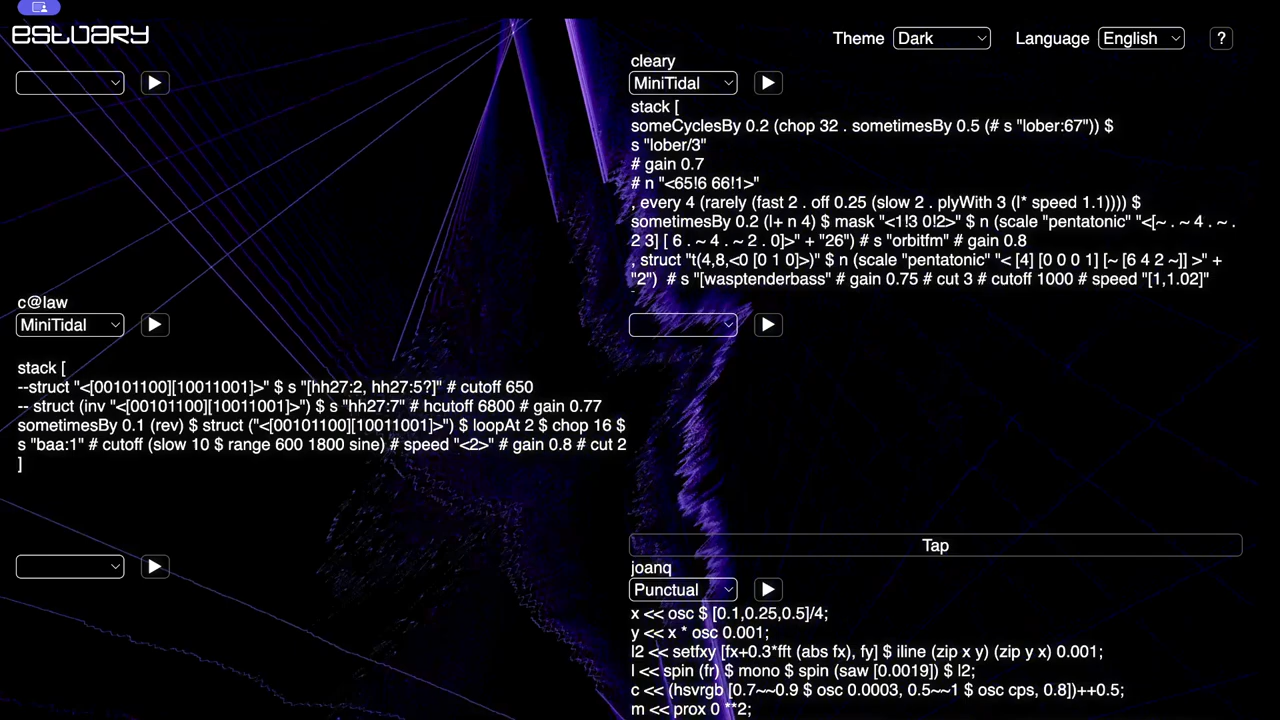 estuary
Theme Dark Language English ?
cleary
MiniTidal
stack [
someCyclesBy 0.2 (chop 32 . sometimesBy 0.5 (# s "lober:67")) $
s "lober/3"
# gain 0.7
# n "<65!6 66!1>"
, every 4 (rarely (fast 2 . off 0.25 (slow 2 . plyWith 3 (|* speed 1.1)))) $
sometimesBy 0.2 (|+ n 4) $ mask "<1!3 0!2>" $ n (scale "pentatonic" "<[~ . ~ 4 . ~ .
2 3] [ 6 . ~ 4 . ~ 2 . 0]>" + "26") # s "orbitfm" # gain 0.8
, struct "t(4,8,<0 [0 1 0]>)" $ n (scale "pentatonic" "< [4] [0 0 0 1] [~ [6 4 2 ~]] >" +
"2")  # s "[wasptenderbass" # gain 0.75 # cut 3 # cutoff 1000 # speed "[1,1.02]"
c@law
MiniTidal
stack [
--struct "<[00101100][10011001]>" $ s "[hh27:2, hh27:5?]" # cutoff 650
-- struct (inv "<[00101100][10011001]>") $ s "hh27:7" # hcutoff 6800 # gain 0.77
sometimesBy 0.1 (rev) $ struct ("<[00101100][10011001]>") $ loopAt 2 $ chop 16 $
s "baa:1" # cutoff (slow 10 $ range 600 1800 sine) # speed "<2>" # gain 0.8 # cut 2
]
Tap
joanq
Punctual
x << osc $ [0.1,0.25,0.5]/4;
y << x * osc 0.001;
l2 << setfxy [fx+0.3*fft (abs fx), fy] $ iline (zip x y) (zip y x) 0.001;
l << spin (fr) $ mono $ spin (saw [0.0019]) $ l2;
c << (hsvrgb [0.7~~0.9 $ osc 0.0003, 0.5~~1 $ osc cps, 0.8])++0.5;
m << prox 0 **2;